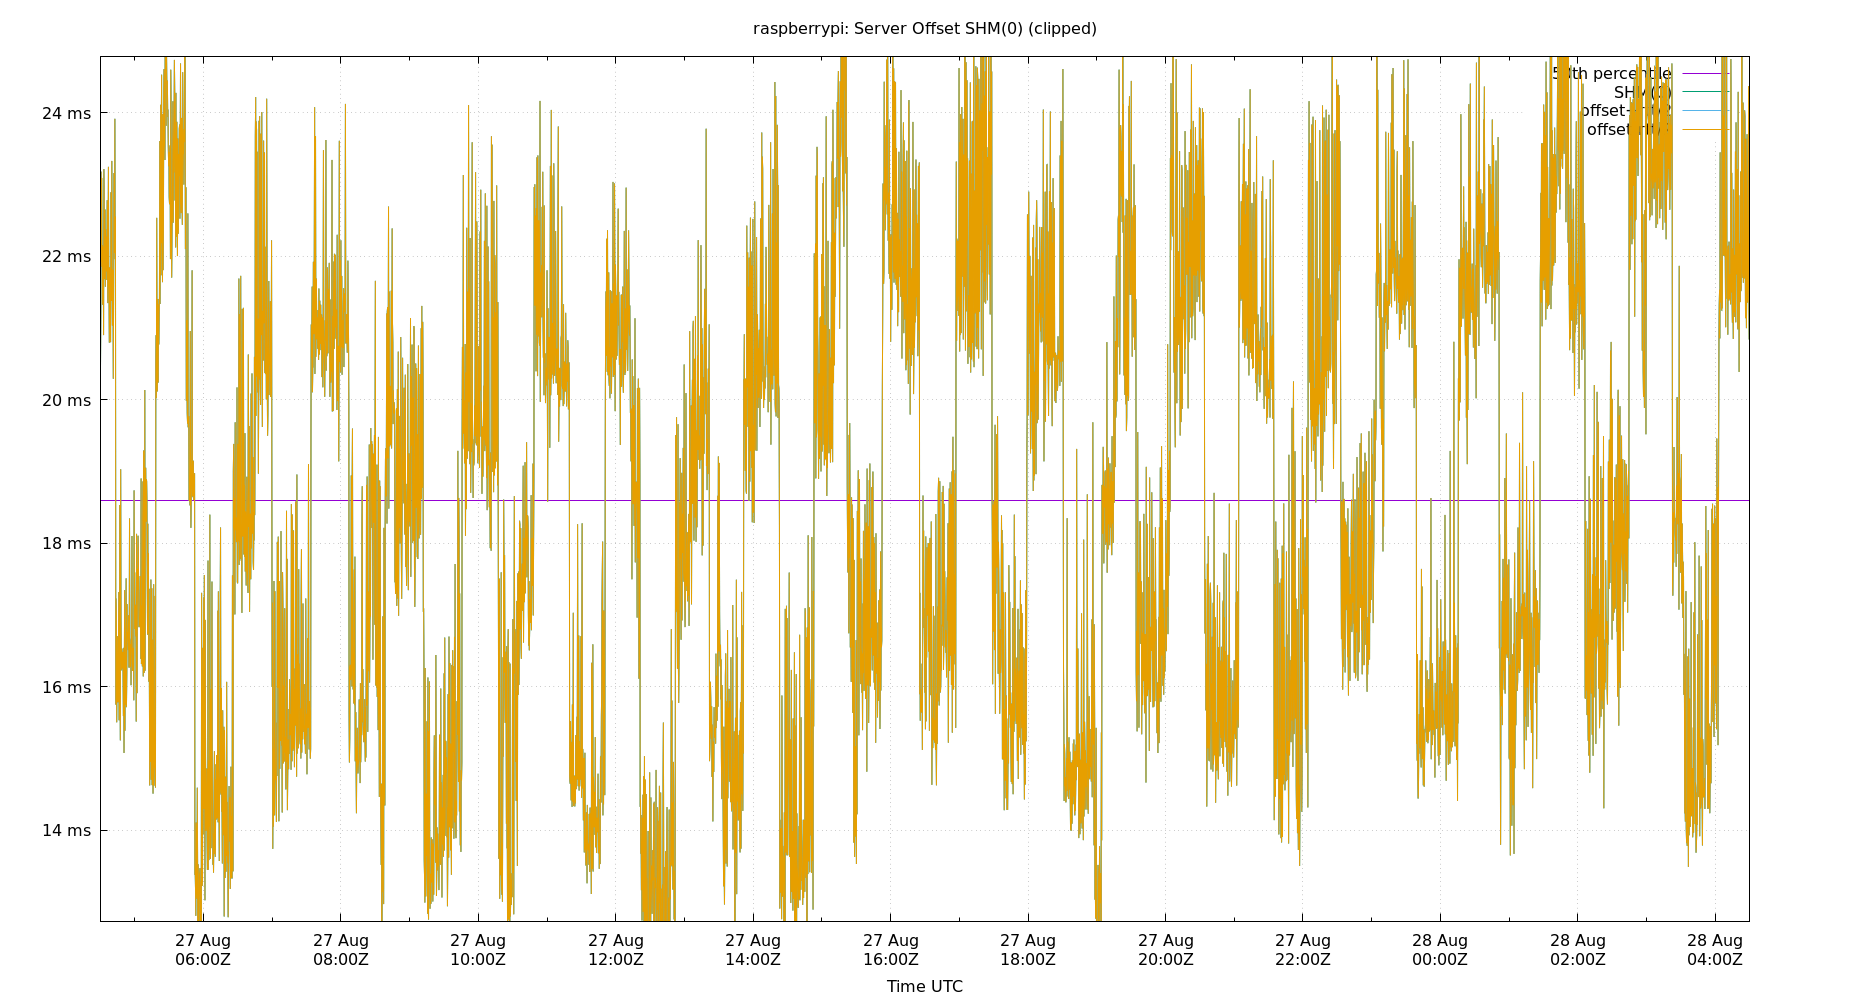 raspberrypi: Server Offset SHM(0) (clipped)
24 ms
22 ms
20 ms
18 ms
16 ms
14 ms
27 Aug 27 Aug 27 Aug 27 Aug 27 Aug 27 Aug 27 Aug 27 Aug 27 Aug 28 Aug 28 Aug 28 Aug
06:00Z 08:00Z 10:00Z 12:00Z 14:00Z 16:00Z 18:00Z 20:00Z 22:00Z 00:00Z 02:00Z 04:00Z
Time UTC